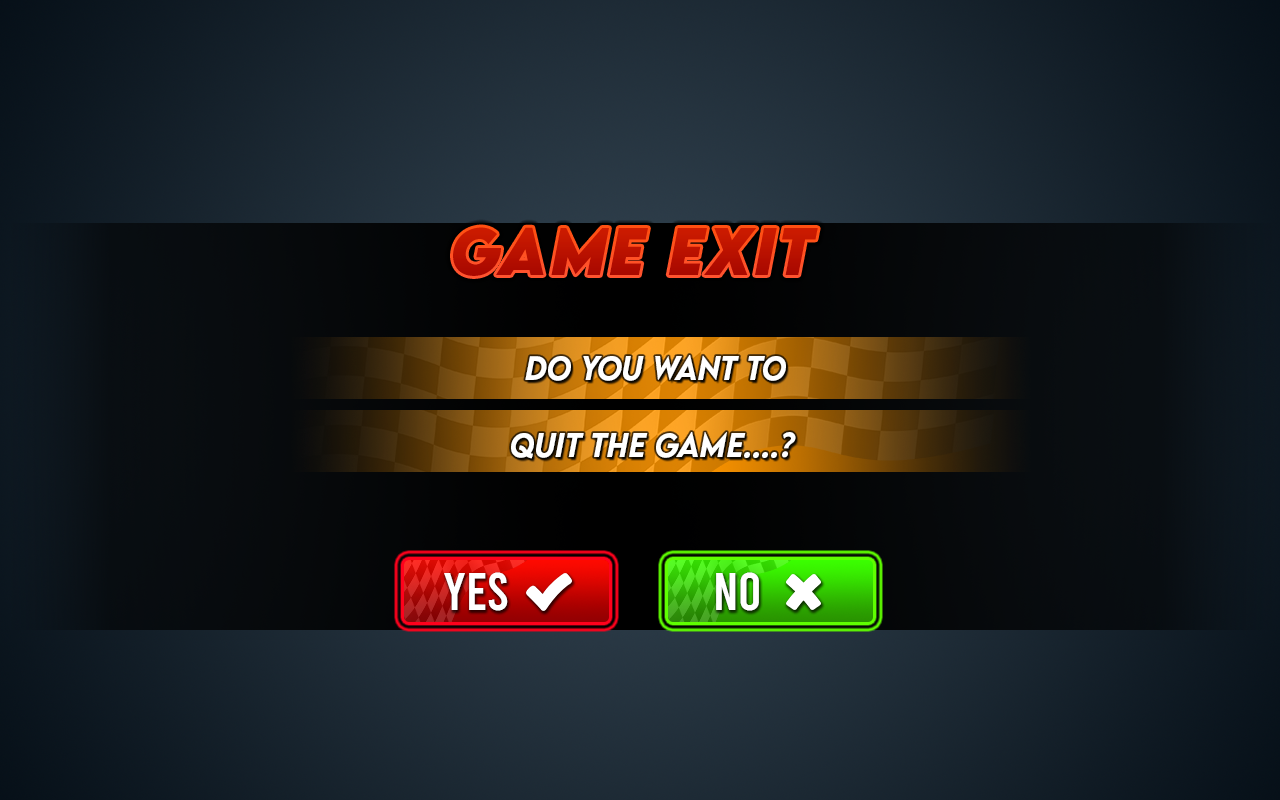 GAME EXIT
DO YOU WANT TO
QUIT THE GAME....?
YES
NO